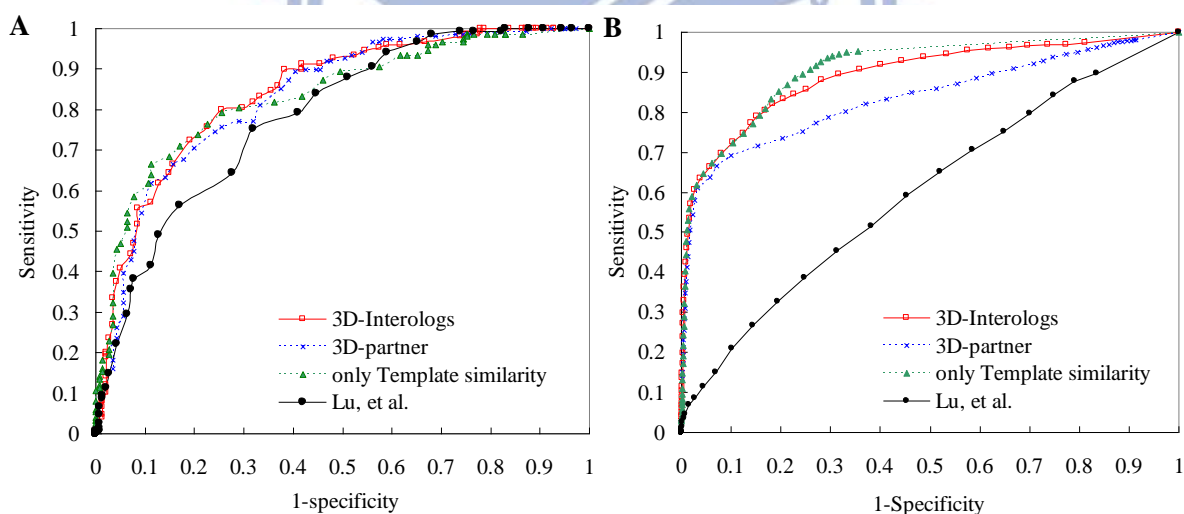 A
1
0.9
0.8
0.7
0.6
0.5
0.4
0.3
0.2
0.1
0
Sensitivity
3D-Interologs
3D-partner
only Template similarity
Lu, et al.
0 0.1 0.2 0.3 0.4 0.5 0.6 0.7 0.8 0.9 1
1-specificity
B
1
0.9
0.8
0.7
0.6
0.5
0.4
0.3
0.2
0.1
0
Sensitivity
3D-Interologs
3D-partner
only Template similarity
Lu, et al.
0 0.1 0.2 0.3 0.4 0.5 0.6 0.7 0.8 0.9 1
1-Specificity